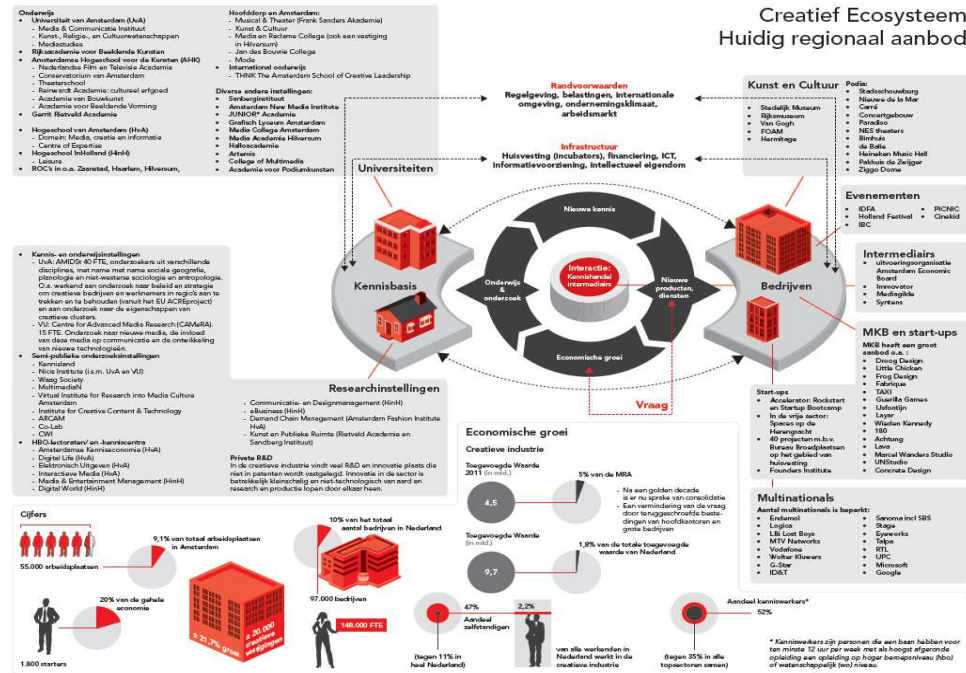 Creatief Ecosysteem
Huidig regionaal aanbod
Onderwijs
• Universiteit van Amsterdam (UvA)
- Media & Communicatie Instituut
- Kunst-, Religie-, en Cultuurwetenschappen
- Mediastudies
• Rijksacademie voor Beeldende Kunsten
• Amsterdamse Hogeschool voor de Kunsten (AHK)
- Nederlandse Film en Televisie Academie
- Conservatorium van Amsterdam
- Theaterschool
- Reinwardt Academie: cultureel erfgoed
- Academie van Bouwkunst
- Academie voor Beeldende Vorming
• Gerrit Rietveld Academie
• Hogeschool van Amsterdam (HvA)
- Domein: Media, creatie en informatie
- Centre of Expertise
• Hogeschool InHolland (HinH)
- Leisure
• ROC's in o.a. Zaanstad, Haarlem, Hilversum,
Hoofddorp en Amsterdam:
- Musical & Theater (Frank Sanders Akademie)
- Kunst & Cultuur
- Media en Reclame College (ook een vestiging
in Hilversum)
- Jan des Bouvrie College
- Mode
• International onderwijs
- THNK The Amsterdam School of Creative Leadership
Diverse andere instellingen:
• Sanberginstituut
• Amsterdam New Media Institute
• JUNIOR* Academie
• Grafisch Lyceum Amsterdam
• Media College Amsterdam
• Media Academie Hilversum
• Halloacademie
• Artemis
• College of Multimedia
• Academie voor Podiumkunsten
Universiteiten
Randvoorwaarden
Regelgeving, belastingen, internationale
omgeving, ondernemingsklimaat,
arbeidsmarkt
Infrastructuur
Huisvesting (incubators), financiering, ICT,
Informatievoorziening, intellectueel eigendom
Kunst en Cultuur
• Stedelijk Museum
• Rijksmuseum
• Van Gogh
• FOAM
• Hermitage
Podia:
• Stadsschouwburg
• Nieuwe de la Mar
• Carré
• Concertgebouw
• Paradiso
• NES theaters
• Bimhuis
• de Balie
• Heineken Music Hall
• Pakhuis de Zwijger
• Ziggo Dome
Evenementen
• IDFA
• Holland Festival
• IBC
• PICNIC
• Cinekid
Intermediairs
• uitvoeringsorganisatie
Amsterdam Economic
Board
• Immovator
• Mediagilde
• Syntens
Kennisbasis
Nieuwe kennis
Onderwijs
& onderzoek
Interactie:
Kennishandel
intermediairs
Nieuwe
producten,
diensten
Economische groei
Bedrijven
Vraag
• Kennis- en onderwijsinstellingen
- UvA: AMIDSt 40 FTE, onderzoekers uit verschillende
disciplines, met name met name sociale geografie,
planologie en niet-westerse sociologie en antropologie.
O.a. werkend aan onderzoek naar beleid en strategie
om creatieve bedrijven en werknemers in regio's aan te
trekken en te behouden (vanuit het EU ACREproject)
en aan onderzoek naar de eigenschappen van
creatieve clusters.
- VU: Centre for Advanced Media Research (CAMeRA).
15 FTE. Onderzoek naar nieuwe media, de invloed
van deze media op communicatie en de ontwikkeling
van nieuwe technologieën.
• Semi-publieke onderzoeksinstellingen
- Kennisland
- Nicis Institute (i.s.m. UvA en VU)
- Waag Society
- MultimediaN
- Virtual Institute for Research into Media Culture
Amsterdam
- Institute for Creative Content & Technology
- ARCAM
- Co-Lab
- CWI
• HBO-lectoraten/ en -kenniscentra
- Amsterdamse Kenniseconomie (HvA)
- Digital Life (HvA)
- Elektronisch Uitgeven (HvA)
- Interactieve Media (HvA)
- Media & Entertainment Management (HinH)
- Digital World (HinH)
Researchinstellingen
- Communicatie- en Designmanagement (HinH)
- eBusiness (HinH)
- Demand Chain Management (Amsterdam Fashion Institute
HvA)
- Kunst en Publieke Ruimte (Rietveld Academie en
Sandberg Instituut)
Private R&D
In de creatieve industrie vindt veel R&D en innovatie plaats die
niet in patenten wordt vastgelegd. Innovatie in de sector is
betrekkelijk kleinschalig en niet-technologisch van aard en
research en productie lopen door elkaar heen.
MKB en start-ups
MKB heeft een groot
aanbod o.a. :
• Droog Design
• Little Chicken
• Frog Design
• Fabrique
• TAXI
• Guerilla Games
• IJsfontijn
• Layar
• Wieden Kennedy
• 180
• Achtung
• Lava
• Marcel Wanders Studio
• UNStudio
• Concrete Design
Start-ups
• Accelerator: Rockstart
en Startup Bootcamp
• In de vrije sector:
Spaces op de
Herengracht
• 40 projecten m.b.v.
Bureau Broedplaatsen
op het gebied van
huisvesting
• Founders Institute
Multinationals
Aantal multinationals is beperkt:
• Endemol
• Logica
• LBi Lost Boys
• MTV Networks
• Vodafone
• Wolter Kluwers
• G-Star
• ID&T
• Sanoma incl SBS
• Stage
• Eyeworks
• Talpa
• RTL
• UPC
• Microsoft
• Google
Economische groei
Creatieve industrie
Toegevoegde Waarde
2011 (in mld.)
4,5
5% van de MRA
- Na een golden decade
is er nu sprake van consolidatie
- Een vermindering van de vraag
door teruggeschroefde beste-
dingen van hoofdkantoren en
grote bedrijven
Toegevoegde Waarde
(in mld.)
9,7
1,8% van de totale toegevoegde
waarde van Nederland
Cijfers
55.000 arbeidsplaatsen
9,1% van totaal arbeidsplaatsen
in Amsterdam
20% van de gehele
economie
1.800 starters
± 21,7% groei
± 20.000
creatieve
vestigingen
10% van het totaal
aantal bedrijven in Nederland
97.000 bedrijven
148.000 FTE
47%
Aandeel
zelfstandigen
(tegen 11% in
heel Nederland)
2,2%
van alle werkenden in
Nederland werkt in de
creatieve industrie
Aandeel kenniswerkers*
52%
(tegen 35% in alle
topsectoren samen)
* Kenniswerkers zijn personen die een baan hebben voor
ten minste 12 uur per week met als hoogst afgeronde
opleiding een opleiding op hoger beroepsniveau (hbo)
of wetenschappelijk (wo) niveau.